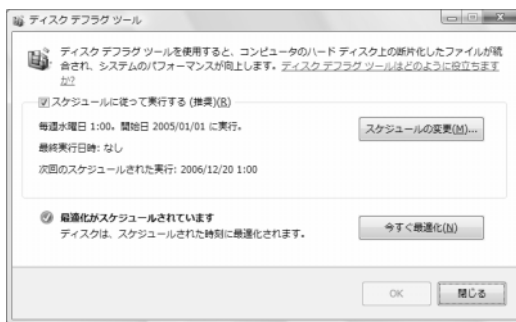 ディスク デフラグ ツール
ディスク デフラグ ツールを使用すると、コンピュータのハード ディスク上の断片化したファイルが統
合され、システムのパフォーマンスが向上します。ディスク デフラグ ツールはどのように役立ちます
か?
スケジュールに従って実行する (推奨)(R)
毎週水曜日 1:00。開始日 2005/01/01 に実行。
スケジュールの変更(M)...
最終実行日時: なし
次回のスケジュールされた実行: 2006/12/20 1:00
最適化がスケジュールされています
ディスクは、スケジュールされた時刻に最適化されます。
今すぐ最適化(N)
OK
閉じる